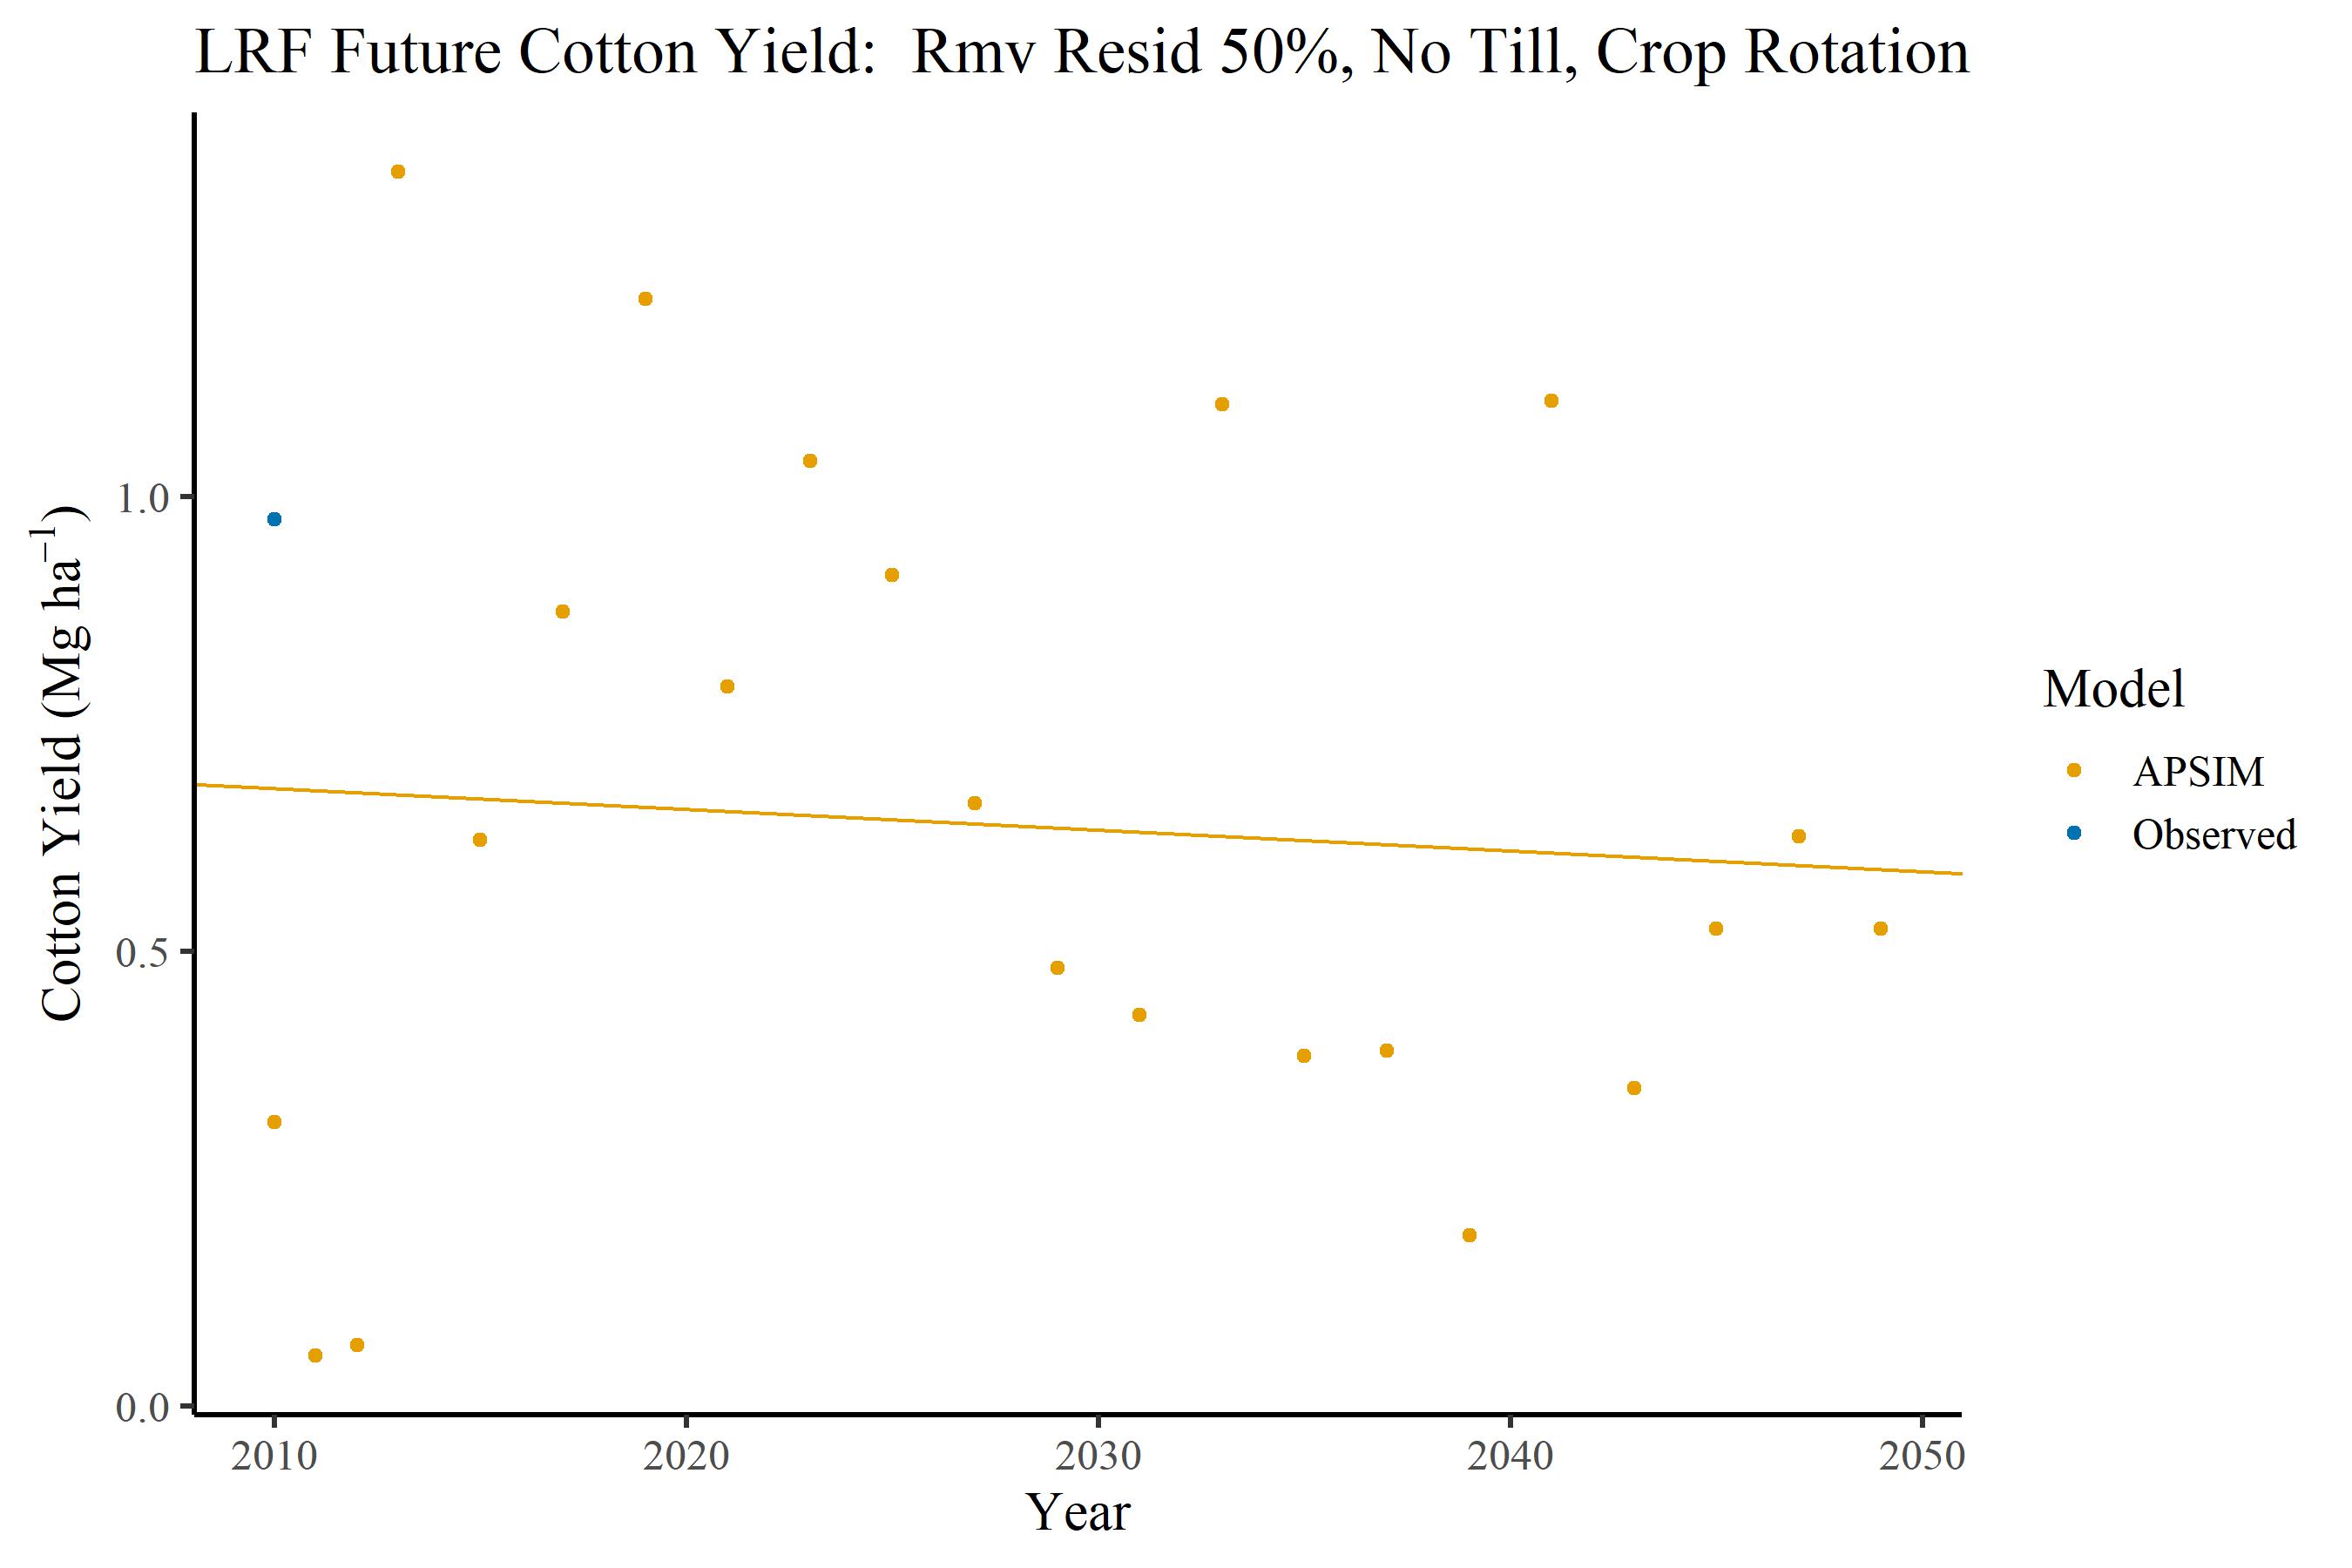 LRF Future Cotton Yield:  Rmv Resid 50%, No Till, Crop Rotation
Cotton Yield (Mg ha⁻¹)
1.0
0.5
0.0
2010 2020 2030 2040 2050
Year
Model
APSIM
Observed